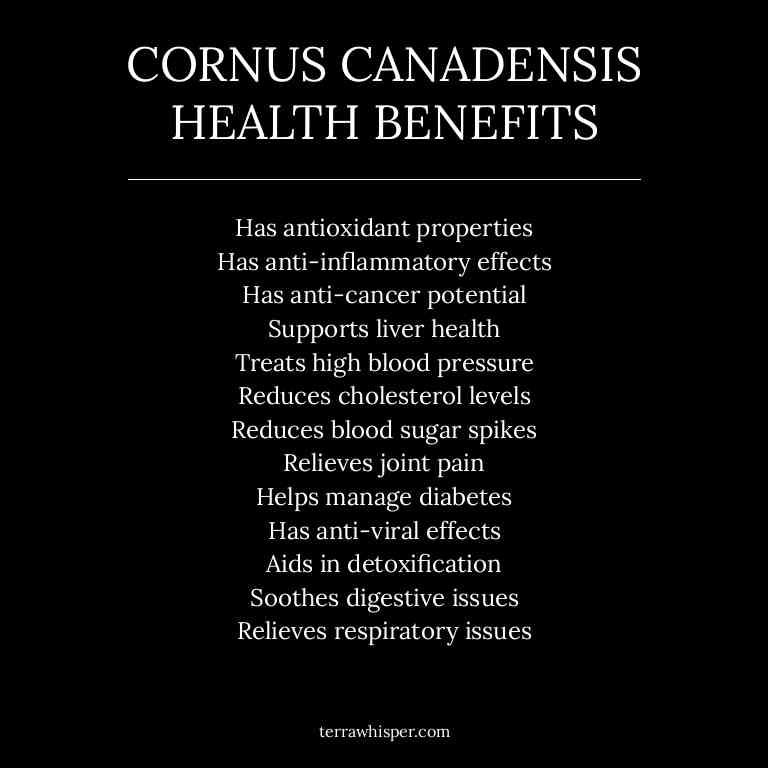 CORNUS CANADENSIS
HEALTH BENEFITS
Has antioxidant properties
Has anti-inflammatory effects
Has anti-cancer potential
Supports liver health
Treats high blood pressure
Reduces cholesterol levels
Reduces blood sugar spikes
Relieves joint pain
Helps manage diabetes
Has anti-viral effects
Aids in detoxification
Soothes digestive issues
Relieves respiratory issues
terrawhisper.com